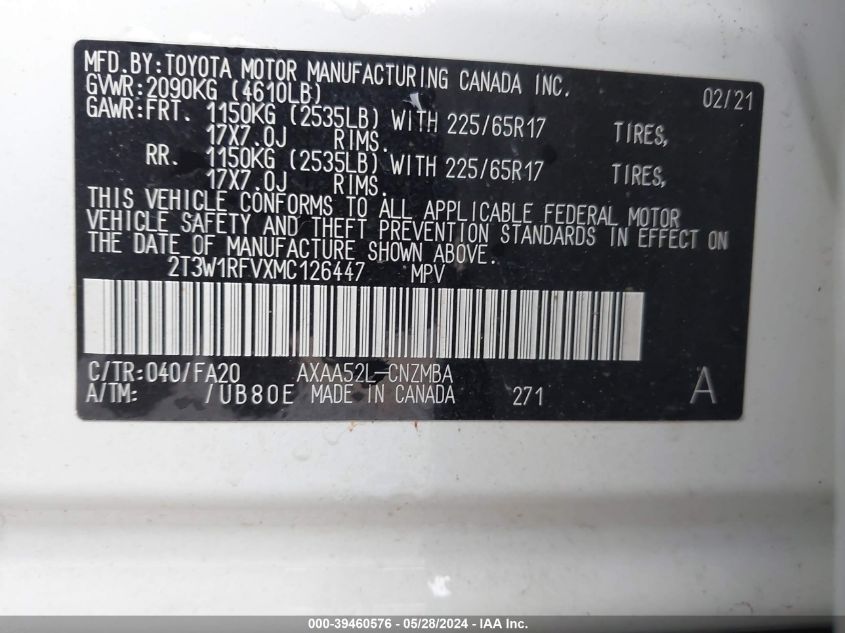 MFD.BY:TOYOTA MOTOR MANUFACTURING CANADA INC.
GVWR:2090KG (4610LB) 02/21
GAWR:FRT. 1150KG (2535LB) WITH 225/65R17 TIRES,
17X7.0J RIMS.
RR. 1150KG (2535LB) WITH 225/65R17 TIRES,
17X7.0J RIMS.
THIS VEHICLE CONFORMS TO ALL APPLICABLE FEDERAL MOTOR
VEHICLE SAFETY AND THEFT PREVENTION STANDARDS IN EFFECT ON
THE DATE OF MANUFACTURE SHOWN ABOVE.
2T3W1RFVXMC126447 MPV
C/TR:040/FA20 AXAA52L-CNZMBA
A/TM: /UB80E MADE IN CANADA 271 A
000-39460576 / 05/28/2024 - IAA Inc.